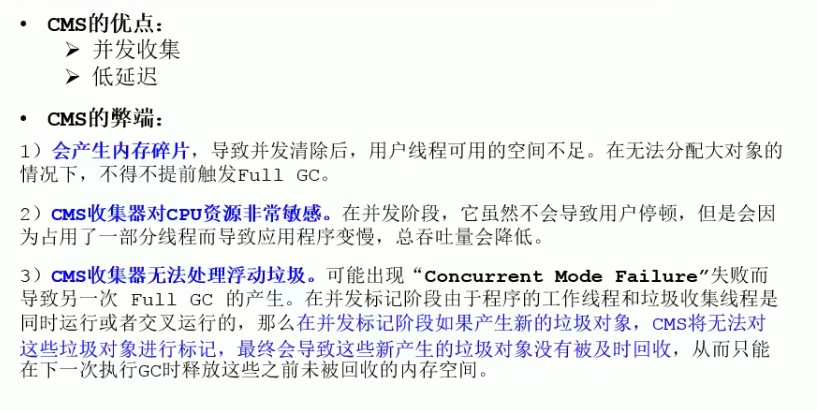 • CMS的优点：
➢ 并发收集
➢ 低延迟
• CMS的弊端：
1）会产生内存碎片，导致并发清除后，用户线程可用的空间不足。在无法分配大对象的
情况下，不得不提前触发Full GC。
2）CMS收集器对CPU资源非常敏感。在并发阶段，它虽然不会导致用户停顿，但是会因
为占用了一部分线程而导致应用程序变慢，总吞吐量会降低。
3）CMS收集器无法处理浮动垃圾。可能出现“Concurrent Mode Failure”失败而
导致另一次 Full GC 的产生。在并发标记阶段由于程序的工作线程和垃圾收集线程是
同时运行或者交叉运行的，那么在并发标记阶段如果产生新的垃圾对象，CMS将无法对
这些垃圾对象进行标记，最终会导致这些新产生的垃圾对象没有被及时回收，从而只能
在下一次执行GC时释放这些之前未被回收的内存空间。